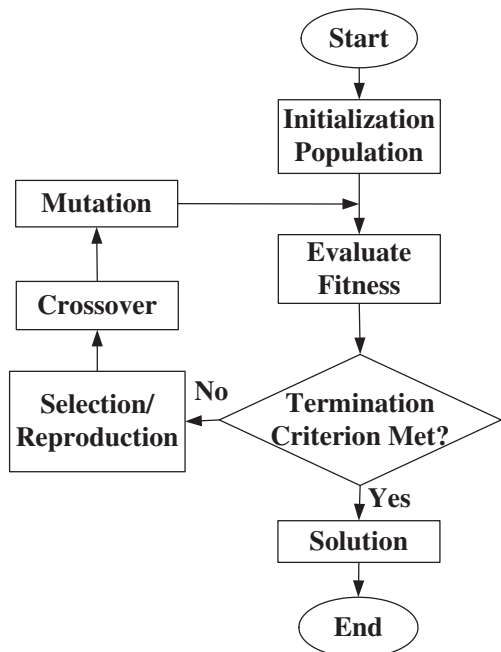 Start
Initialization
Population
Mutation
Evaluate
Fitness
Crossover
No
Selection/
Reproduction
Termination
Criterion Met?
Yes
Solution
End